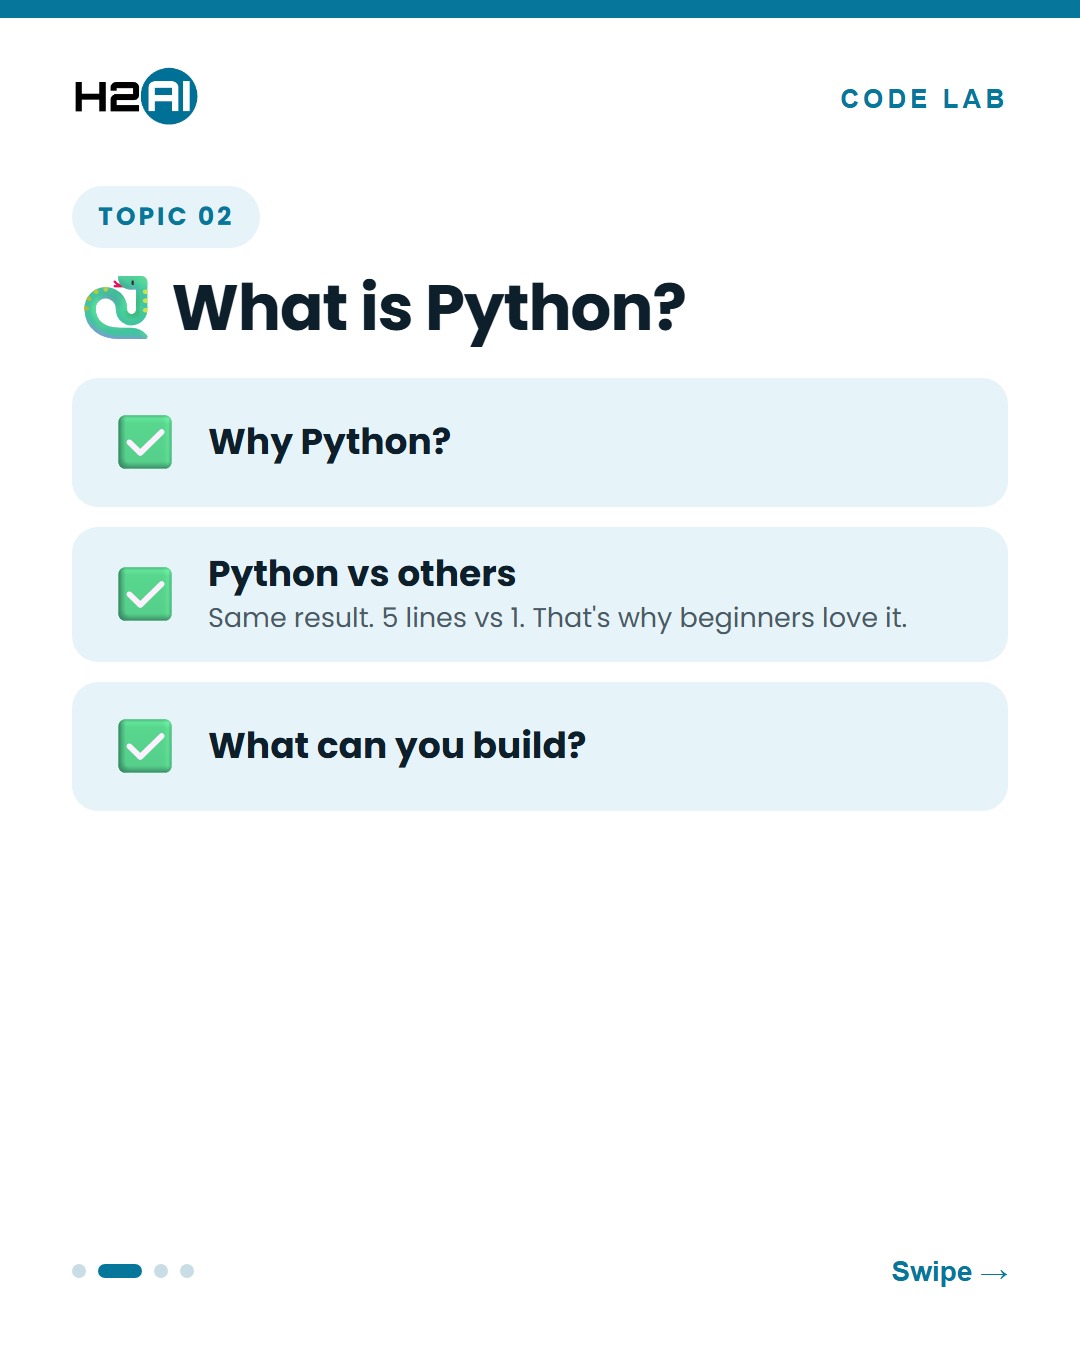 H2AI
CODE LAB
TOPIC 02
What is Python?
Why Python?
Python vs others
Same result. 5 lines vs 1. That's why beginners love it.
What can you build?
Swipe →